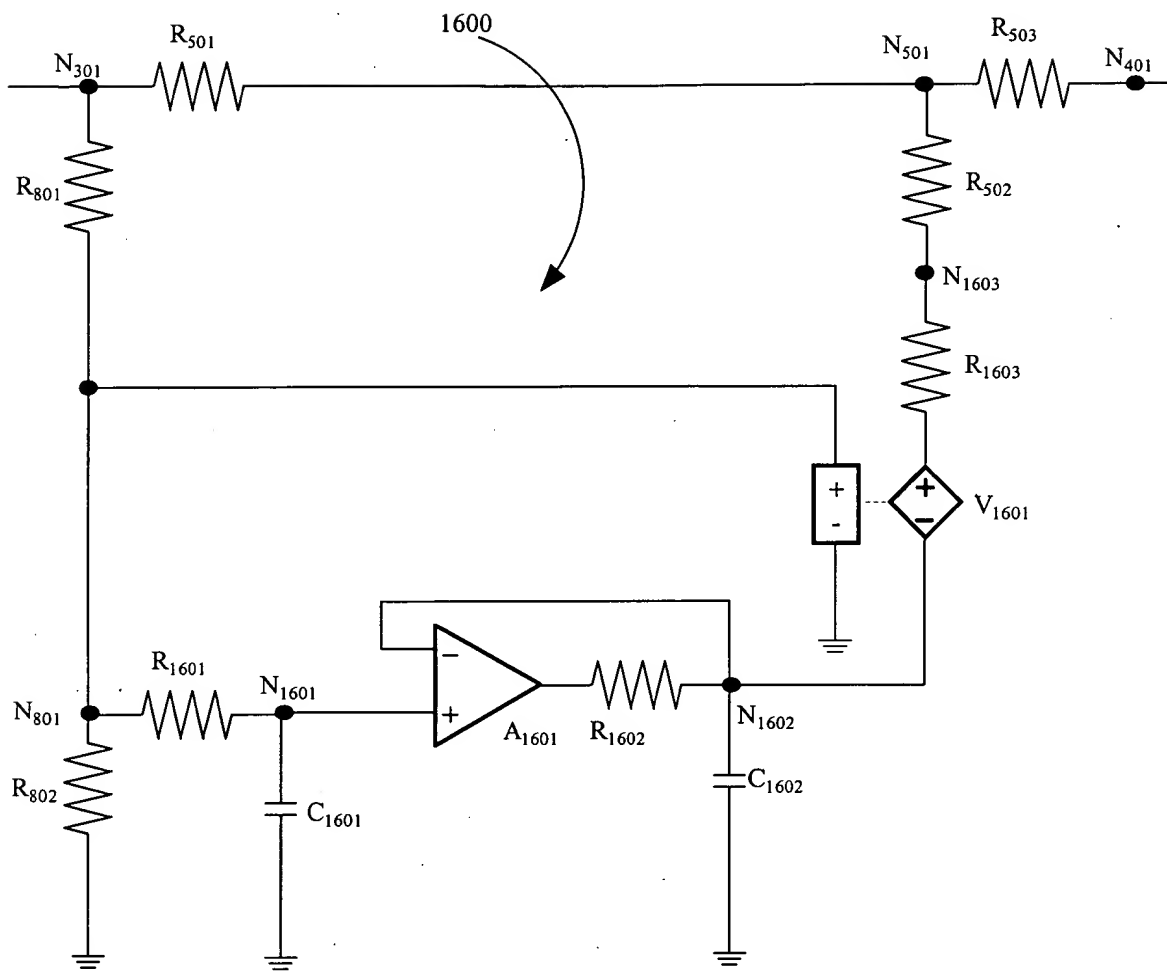 1600
R501
R503
N301
N501
N401
R801
R502
N1603
R1603
+
-
+
−
V1601
R1601
N1601
−
N801
+
A1601
R1602
N1602
R802
C1601
C1602